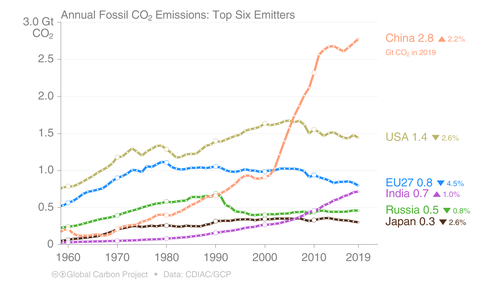 Annual Fossil CO₂ Emissions: Top Six Emitters
3.0 Gt
CO₂
2.5
2.0
1.5
1.0
0.5
0
1960 1970 1980 1990 2000 2010 2019
China 2.8 ▲ 2.2%
Gt CO₂ in 2019
USA 1.4 ▼ 2.6%
EU27 0.8 ▼ 4.5%
India 0.7 ▲ 1.0%
Russia 0.5 ▼ 0.8%
Japan 0.3 ▼ 2.6%
Global Carbon Project • Data: CDIAC/GCP